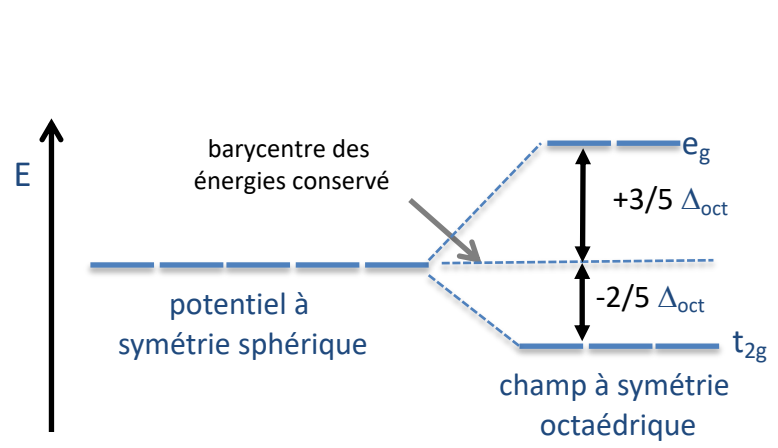 E
barycentre des
énergies conservé
e_g
+3/5 Δ_oct
-2/5 Δ_oct
potentiel à
symétrie sphérique
t_2g
champ à symétrie
octaédrique